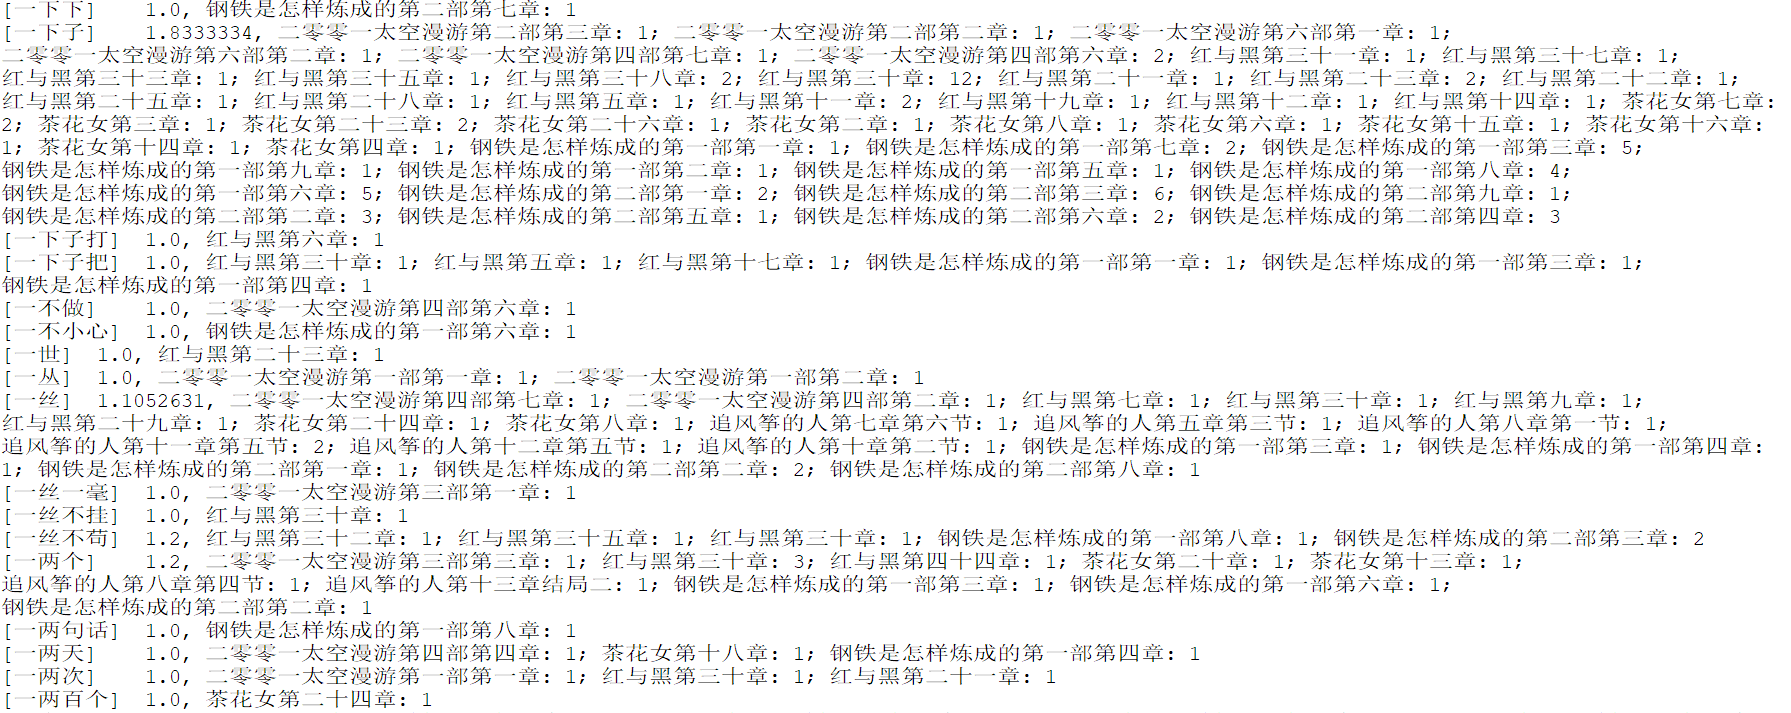 [一下下]    1.0, 钢铁是怎样炼成的第二部第七章: 1
[一下子]    1.8333334, 二零零一太空漫游第二部第三章: 1; 二零零一太空漫游第二部第二章: 1; 二零零一太空漫游第六部第一章: 1;
二零零一太空漫游第六部第二章: 1; 二零零一太空漫游第四部第七章: 1; 二零零一太空漫游第四部第六章: 2; 红与黑第三十一章: 1; 红与黑第三十七章: 1;
红与黑第三十三章: 1; 红与黑第三十五章: 1; 红与黑第三十八章: 2; 红与黑第三十章: 12; 红与黑第二十一章: 1; 红与黑第二十三章: 2; 红与黑第二十二章: 1;
红与黑第二十五章: 1; 红与黑第二十八章: 1; 红与黑第五章: 1; 红与黑第十一章: 2; 红与黑第十九章: 1; 红与黑第十二章: 1; 红与黑第十四章: 1; 茶花女第七章:
2; 茶花女第三章: 1; 茶花女第二十三章: 2; 茶花女第二十六章: 1; 茶花女第二章: 1; 茶花女第八章: 1; 茶花女第六章: 1; 茶花女第十五章: 1; 茶花女第十六章:
1; 茶花女第十四章: 1; 茶花女第四章: 1; 钢铁是怎样炼成的第一部第一章: 1; 钢铁是怎样炼成的第一部第七章: 2; 钢铁是怎样炼成的第一部第三章: 5;
钢铁是怎样炼成的第一部第九章: 1; 钢铁是怎样炼成的第一部第二章: 1; 钢铁是怎样炼成的第一部第五章: 1; 钢铁是怎样炼成的第一部第八章: 4;
钢铁是怎样炼成的第一部第六章: 5; 钢铁是怎样炼成的第二部第一章: 2; 钢铁是怎样炼成的第二部第三章: 6; 钢铁是怎样炼成的第二部第九章: 1;
钢铁是怎样炼成的第二部第二章: 3; 钢铁是怎样炼成的第二部第五章: 1; 钢铁是怎样炼成的第二部第六章: 2; 钢铁是怎样炼成的第二部第四章: 3
[一下子打]  1.0, 红与黑第六章: 1
[一下子把]  1.0, 红与黑第三十章: 1; 红与黑第五章: 1; 红与黑第十七章: 1; 钢铁是怎样炼成的第一部第一章: 1; 钢铁是怎样炼成的第一部第三章: 1;
钢铁是怎样炼成的第一部第四章: 1
[一不做]    1.0, 二零零一太空漫游第四部第六章: 1
[一不小心]  1.0, 钢铁是怎样炼成的第一部第六章: 1
[一世]  1.0, 红与黑第二十三章: 1
[一丛]  1.0, 二零零一太空漫游第一部第一章: 1; 二零零一太空漫游第一部第二章: 1
[一丝]  1.1052631, 二零零一太空漫游第四部第七章: 1; 二零零一太空漫游第四部第二章: 1; 红与黑第七章: 1; 红与黑第三十章: 1; 红与黑第九章: 1;
红与黑第二十九章: 1; 茶花女第二十四章: 1; 茶花女第八章: 1; 追风筝的人第七章第六节: 1; 追风筝的人第五章第三节: 1; 追风筝的人第八章第一节: 1;
追风筝的人第十一章第五节: 2; 追风筝的人第十二章第五节: 1; 追风筝的人第十章第二节: 1; 钢铁是怎样炼成的第一部第三章: 1; 钢铁是怎样炼成的第一部第四章:
1; 钢铁是怎样炼成的第二部第一章: 1; 钢铁是怎样炼成的第二部第二章: 2; 钢铁是怎样炼成的第二部第八章: 1
[一丝一毫]  1.0, 二零零一太空漫游第三部第一章: 1
[一丝不挂]  1.0, 红与黑第三十章: 1
[一丝不苟]  1.2, 红与黑第三十二章: 1; 红与黑第三十五章: 1; 红与黑第三十章: 1; 钢铁是怎样炼成的第一部第八章: 1; 钢铁是怎样炼成的第二部第三章: 2
[一两个]    1.2, 二零零一太空漫游第三部第三章: 1; 红与黑第三十章: 3; 红与黑第四十四章: 1; 茶花女第二十章: 1; 茶花女第十三章: 1;
追风筝的人第八章第四节: 1; 追风筝的人第十三章结局二: 1; 钢铁是怎样炼成的第一部第三章: 1; 钢铁是怎样炼成的第一部第六章: 1;
钢铁是怎样炼成的第二部第二章: 1
[一两句话]  1.0, 钢铁是怎样炼成的第一部第八章: 1
[一两天]    1.0, 二零零一太空漫游第四部第四章: 1; 茶花女第十八章: 1; 钢铁是怎样炼成的第一部第四章: 1
[一两次]    1.0, 二零零一太空漫游第一部第一章: 1; 红与黑第三十章: 1; 红与黑第二十一章: 1
[一两百个]  1.0, 茶花女第二十四章: 1